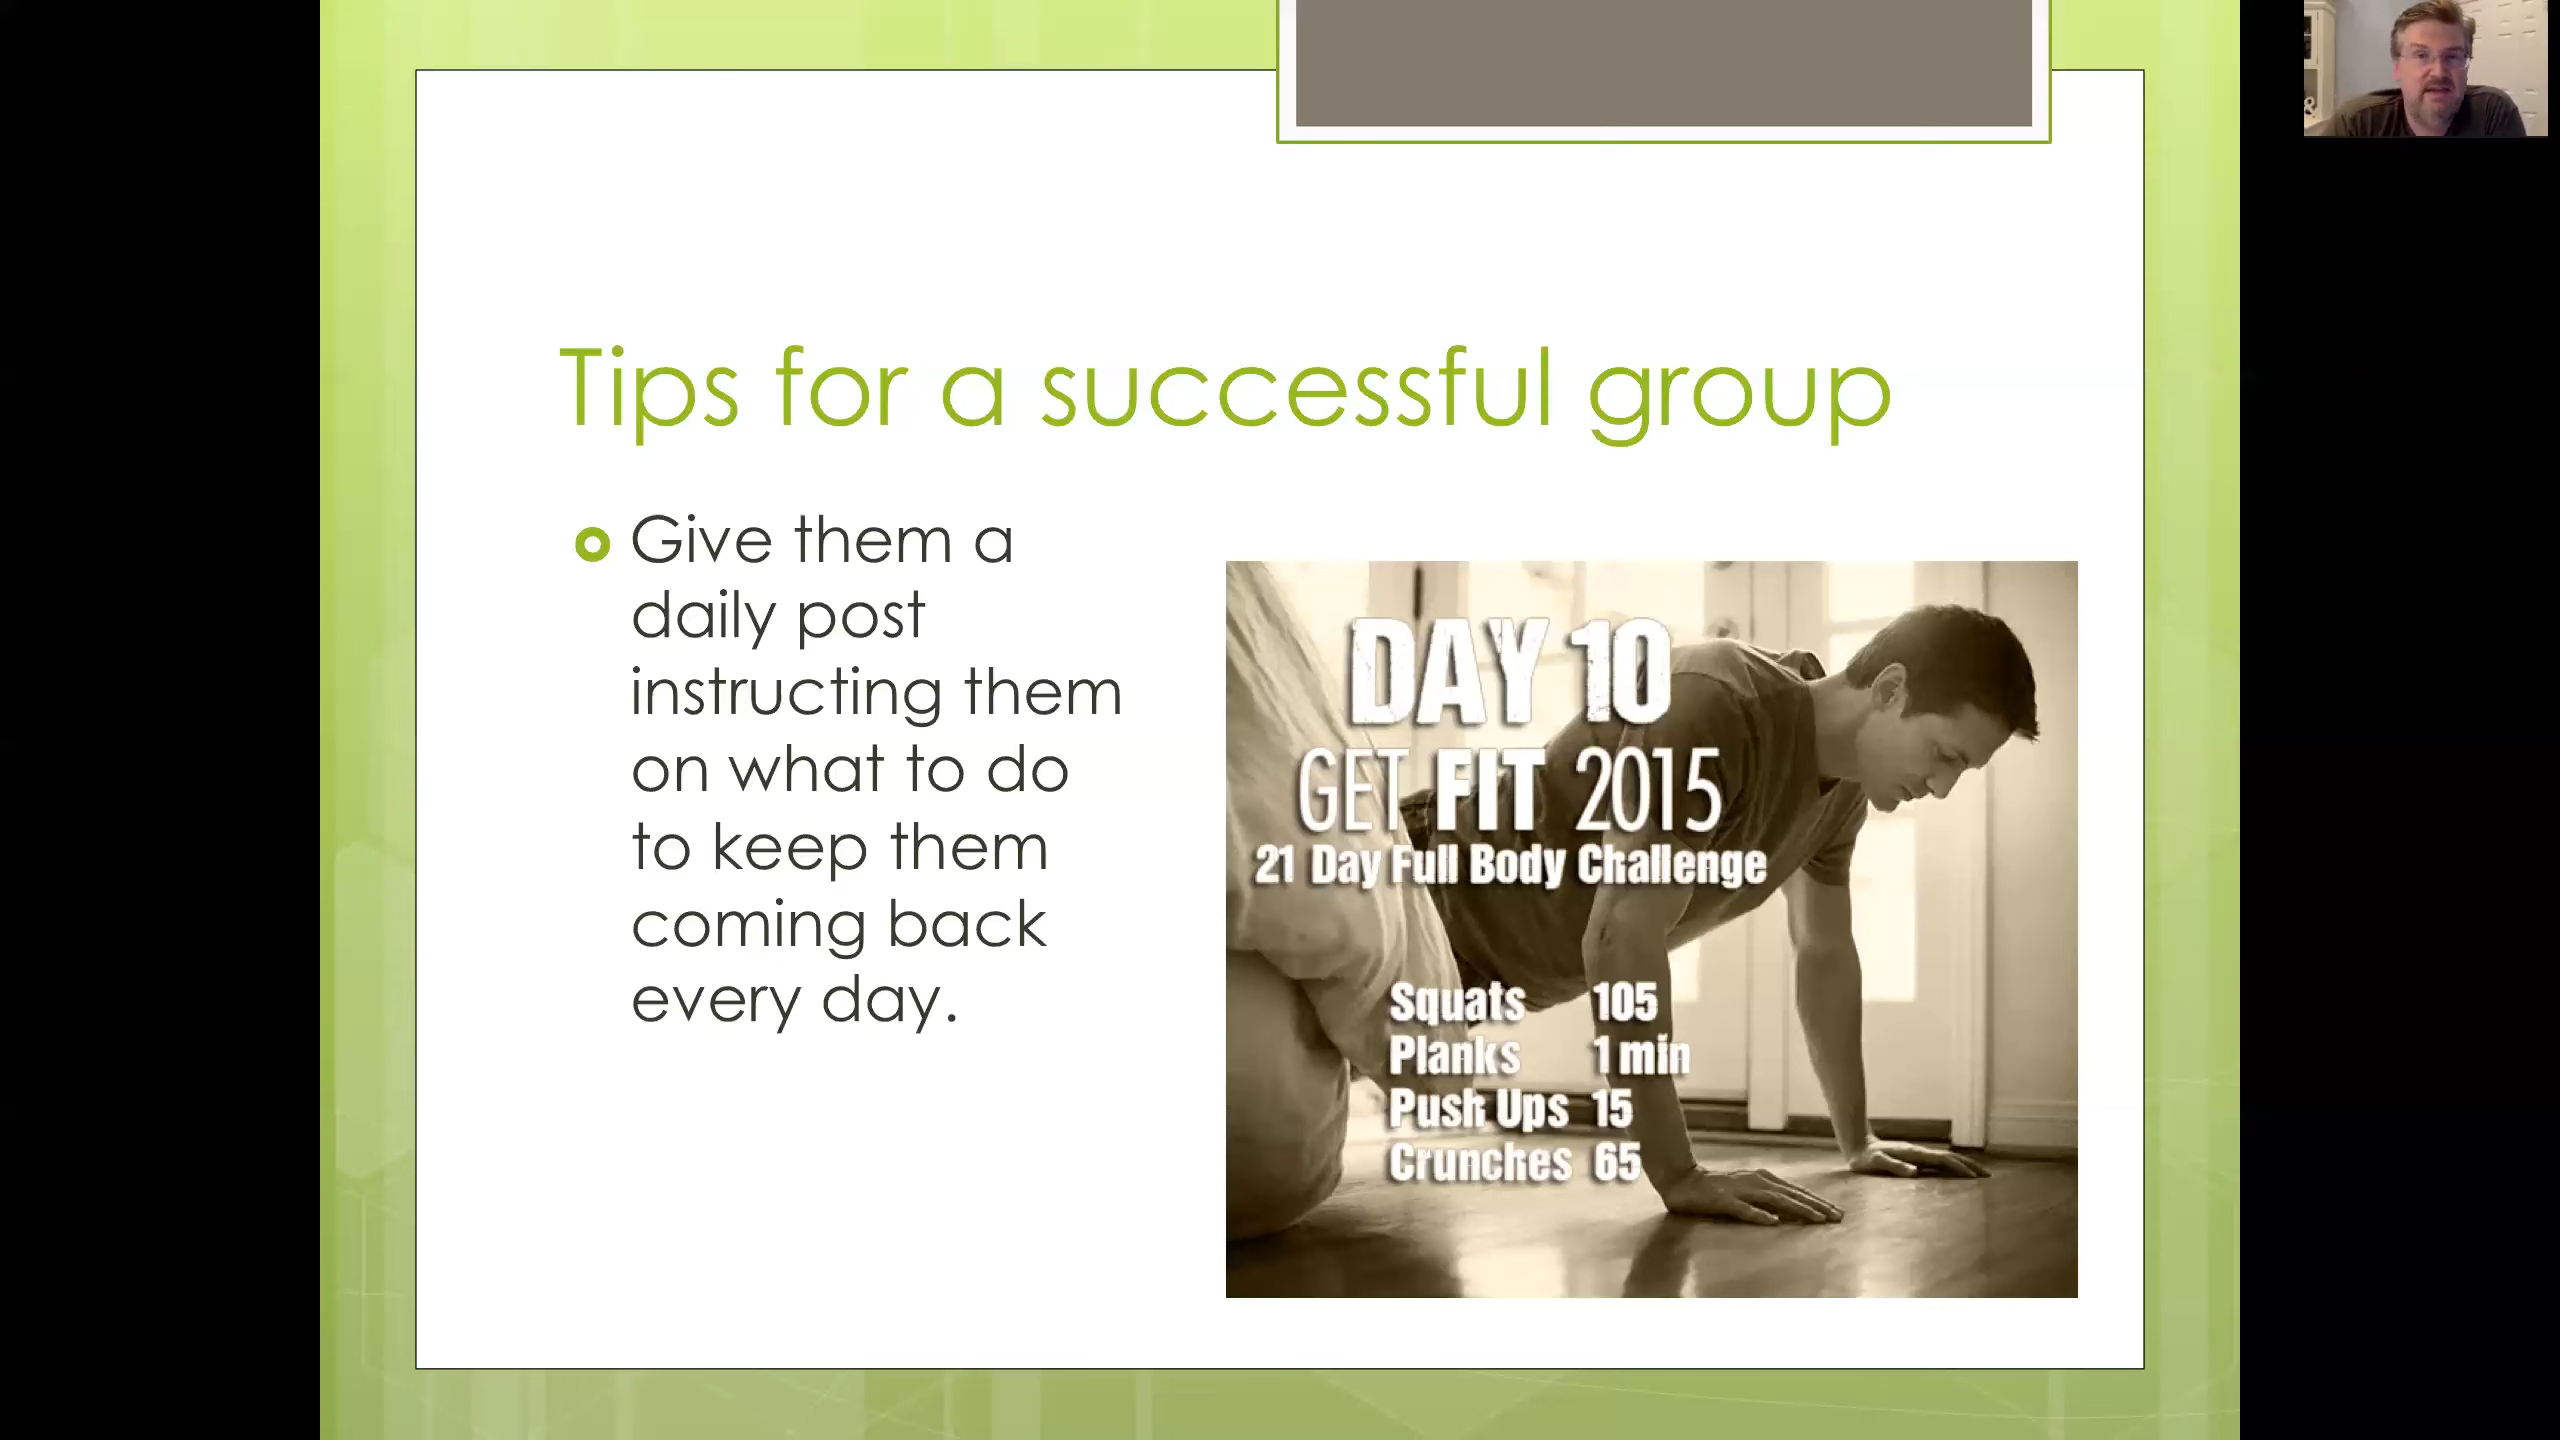 Tips for a successful group
Give them a
daily post
instructing them
on what to do
to keep them
coming back
every day.
DAY 10
GET FIT 2015
21 Day Full Body Challenge
Squats 105
Planks 1 min
Push Ups 15
Crunches 65
&